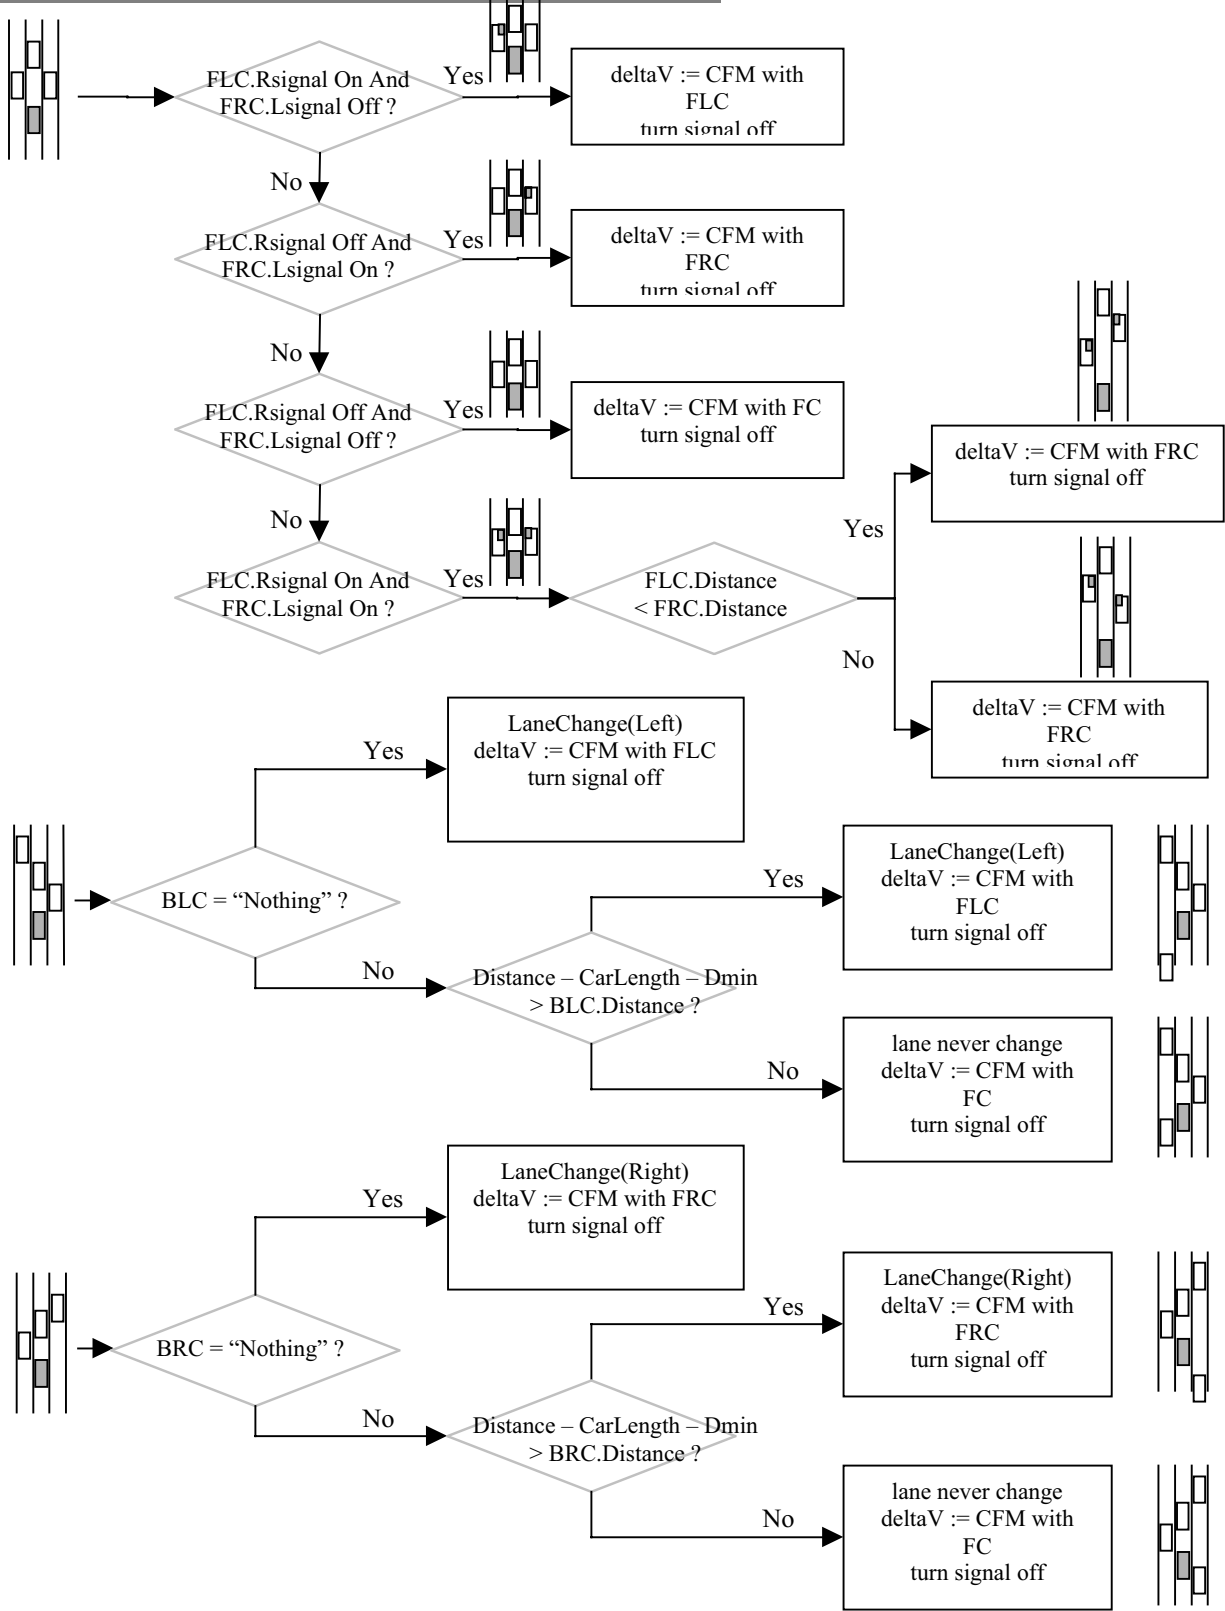 FLC.Rsignal On And
FRC.Lsignal Off ?
Yes
deltaV := CFM with
FLC
turn signal off
No
FLC.Rsignal Off And
FRC.Lsignal On ?
Yes
deltaV := CFM with
FRC
turn signal off
No
FLC.Rsignal Off And
FRC.Lsignal Off ?
Yes
deltaV := CFM with FC
turn signal off
No
FLC.Rsignal On And
FRC.Lsignal On ?
Yes
FLC.Distance
< FRC.Distance
Yes
deltaV := CFM with FRC
turn signal off
No
deltaV := CFM with
FRC
turn signal off
BLC = “Nothing” ?
Yes
LaneChange(Left)
deltaV := CFM with FLC
turn signal off
No
Distance – CarLength – Dmin
> BLC.Distance ?
Yes
LaneChange(Left)
deltaV := CFM with
FLC
turn signal off
No
lane never change
deltaV := CFM with
FC
turn signal off
BRC = “Nothing” ?
Yes
LaneChange(Right)
deltaV := CFM with FRC
turn signal off
No
Distance – CarLength – Dmin
> BRC.Distance ?
Yes
LaneChange(Right)
deltaV := CFM with
FRC
turn signal off
No
lane never change
deltaV := CFM with
FC
turn signal off